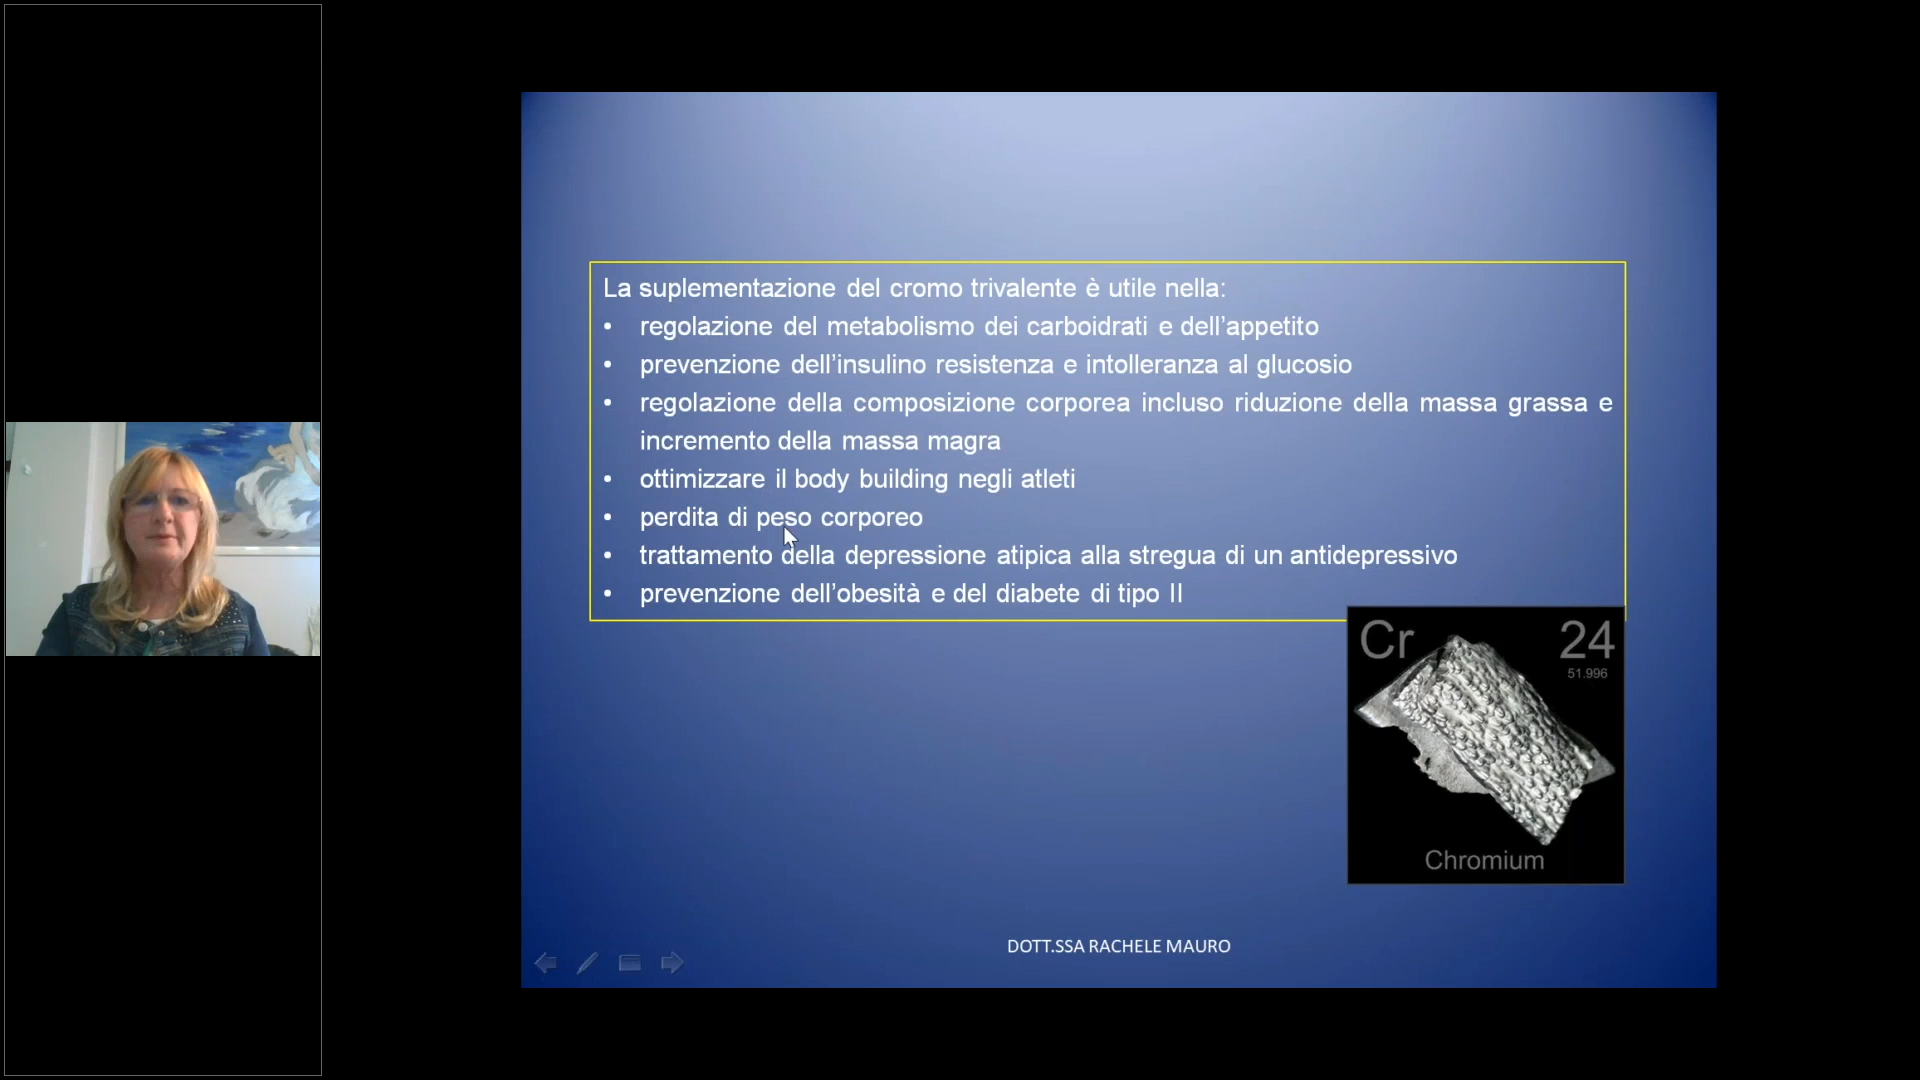 La suplementazione del cromo trivalente è utile nella:
• regolazione del metabolismo dei carboidrati e dell’appetito
• prevenzione dell’insulino resistenza e intolleranza al glucosio
• regolazione della composizione corporea incluso riduzione della massa grassa e
incremento della massa magra
• ottimizzare il body building negli atleti
• perdita di peso corporeo
• trattamento della depressione atipica alla stregua di un antidepressivo
• prevenzione dell’obesità e del diabete di tipo II
Cr 24
51.996
Chromium
DOTT.SSA RACHELE MAURO